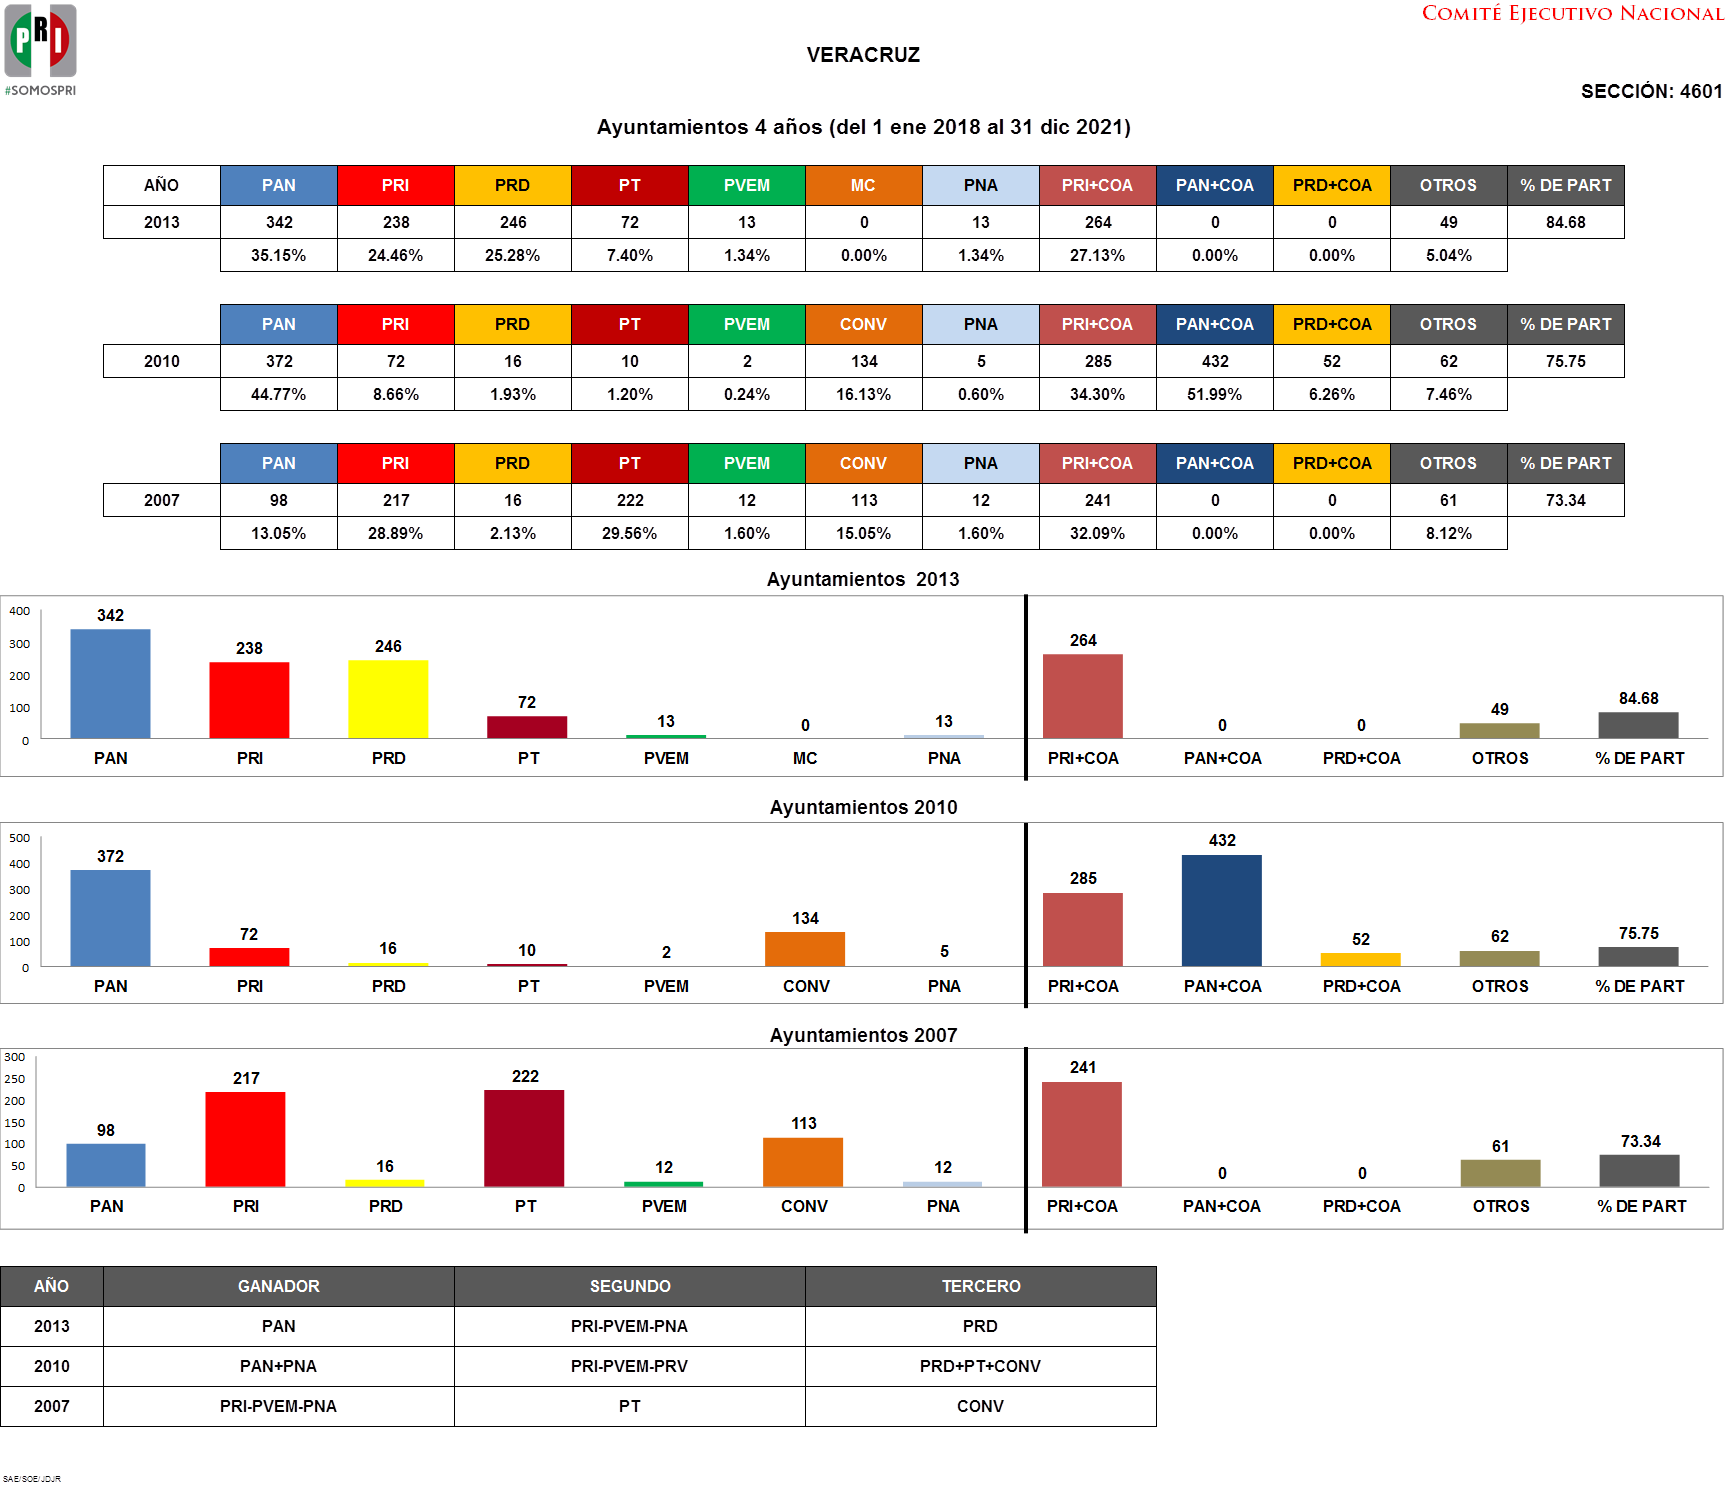 PRI
#SOMOSPRI
COMITÉ EJECUTIVO NACIONAL
VERACRUZ
SECCIÓN: 4601
Ayuntamientos 4 años (del 1 ene 2018 al 31 dic 2021)
AÑO PAN PRI PRD PT PVEM MC PNA PRI+COA PAN+COA PRD+COA OTROS % DE PART
2013 342 238 246 72 13 0 13 264 0 0 49 84.68
35.15% 24.46% 25.28% 7.40% 1.34% 0.00% 1.34% 27.13% 0.00% 0.00% 5.04%
PAN PRI PRD PT PVEM CONV PNA PRI+COA PAN+COA PRD+COA OTROS % DE PART
2010 372 72 16 10 2 134 5 285 432 52 62 75.75
44.77% 8.66% 1.93% 1.20% 0.24% 16.13% 0.60% 34.30% 51.99% 6.26% 7.46%
PAN PRI PRD PT PVEM CONV PNA PRI+COA PAN+COA PRD+COA OTROS % DE PART
2007 98 217 16 222 12 113 12 241 0 0 61 73.34
13.05% 28.89% 2.13% 29.56% 1.60% 15.05% 1.60% 32.09% 0.00% 0.00% 8.12%
Ayuntamientos 2013
400
300
200
100
0
342 238 246 72 13 0 13 264 0 0 49 84.68
PAN PRI PRD PT PVEM MC PNA PRI+COA PAN+COA PRD+COA OTROS % DE PART
Ayuntamientos 2010
500
400
300
200
100
0
372 72 16 10 2 134 5 285 432 52 62 75.75
PAN PRI PRD PT PVEM CONV PNA PRI+COA PAN+COA PRD+COA OTROS % DE PART
Ayuntamientos 2007
300
250
200
150
100
50
0
98 217 16 222 12 113 12 241 0 0 61 73.34
PAN PRI PRD PT PVEM CONV PNA PRI+COA PAN+COA PRD+COA OTROS % DE PART
AÑO GANADOR SEGUNDO TERCERO
2013 PAN PRI-PVEM-PNA PRD
2010 PAN+PNA PRI-PVEM-PRV PRD+PT+CONV
2007 PRI-PVEM-PNA PT CONV
SAE/SOE/JDJR